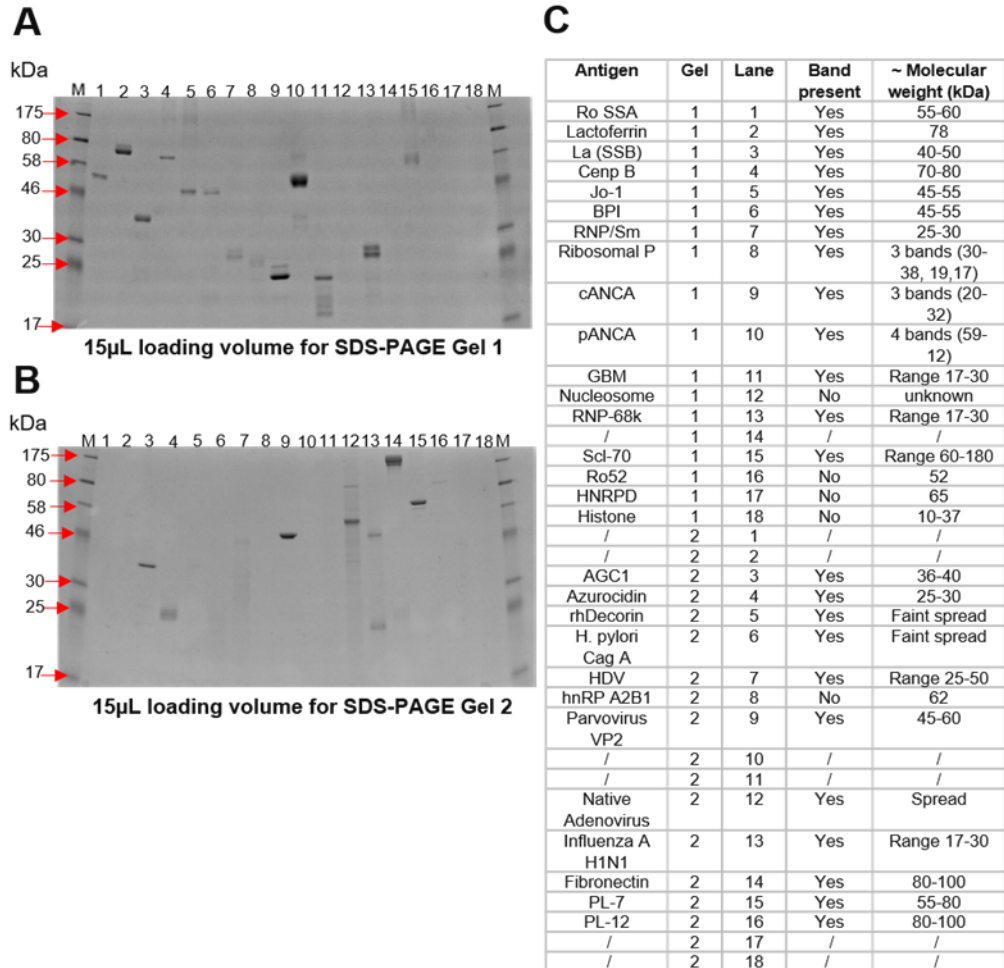 A
kDa
M 1 2 3 4 5 6 7 8 9 10 11 12 13 14 15 16 17 18 M
175
80
58
46
30
25
17
15µL loading volume for SDS-PAGE Gel 1
B
kDa
M 1 2 3 4 5 6 7 8 9 10 11 12 13 14 15 16 17 18 M
175
80
58
46
30
25
17
15µL loading volume for SDS-PAGE Gel 2
C
Antigen Gel Lane Band present ~ Molecular weight (kDa)
Ro SSA 1 1 Yes 55-60
Lactoferrin 1 2 Yes 78
La (SSB) 1 3 Yes 40-50
Cenp B 1 4 Yes 70-80
Jo-1 1 5 Yes 45-55
BPI 1 6 Yes 45-55
RNP/Sm 1 7 Yes 25-30
Ribosomal P 1 8 Yes 3 bands (30-38, 19,17)
cANCA 1 9 Yes 3 bands (20-32)
pANCA 1 10 Yes 4 bands (59-12)
GBM 1 11 Yes Range 17-30
Nucleosome 1 12 No unknown
RNP-68k 1 13 Yes Range 17-30
/ 1 14 / /
Scl-70 1 15 Yes Range 60-180
Ro52 1 16 No 52
HNRPD 1 17 No 65
Histone 1 18 No 10-37
/ 2 1 / /
/ 2 2 / /
AGC1 2 3 Yes 36-40
Azurocidin 2 4 Yes 25-30
rhDecorin 2 5 Yes Faint spread
H. pylori Cag A 2 6 Yes Faint spread
HDV 2 7 Yes Range 25-50
hnRP A2B1 2 8 No 62
Parvovirus VP2 2 9 Yes 45-60
/ 2 10 / /
/ 2 11 / /
Native Adenovirus 2 12 Yes Spread
Influenza A H1N1 2 13 Yes Range 17-30
Fibronectin 2 14 Yes 80-100
PL-7 2 15 Yes 55-80
PL-12 2 16 Yes 80-100
/ 2 17 / /
/ 2 18 / /